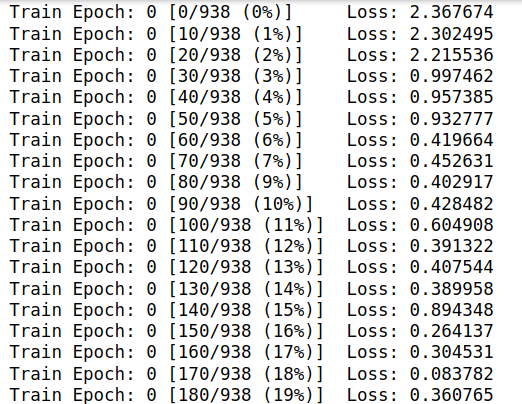 Train Epoch: 0 [0/938 (0%)]     Loss: 2.367674
Train Epoch: 0 [10/938 (1%)]    Loss: 2.302495
Train Epoch: 0 [20/938 (2%)]    Loss: 2.215536
Train Epoch: 0 [30/938 (3%)]    Loss: 0.997462
Train Epoch: 0 [40/938 (4%)]    Loss: 0.957385
Train Epoch: 0 [50/938 (5%)]    Loss: 0.932777
Train Epoch: 0 [60/938 (6%)]    Loss: 0.419664
Train Epoch: 0 [70/938 (7%)]    Loss: 0.452631
Train Epoch: 0 [80/938 (9%)]    Loss: 0.402917
Train Epoch: 0 [90/938 (10%)]   Loss: 0.428482
Train Epoch: 0 [100/938 (11%)]  Loss: 0.604908
Train Epoch: 0 [110/938 (12%)]  Loss: 0.391322
Train Epoch: 0 [120/938 (13%)]  Loss: 0.407544
Train Epoch: 0 [130/938 (14%)]  Loss: 0.389958
Train Epoch: 0 [140/938 (15%)]  Loss: 0.894348
Train Epoch: 0 [150/938 (16%)]  Loss: 0.264137
Train Epoch: 0 [160/938 (17%)]  Loss: 0.304531
Train Epoch: 0 [170/938 (18%)]  Loss: 0.083782
Train Epoch: 0 [180/938 (19%)]  Loss: 0.360765